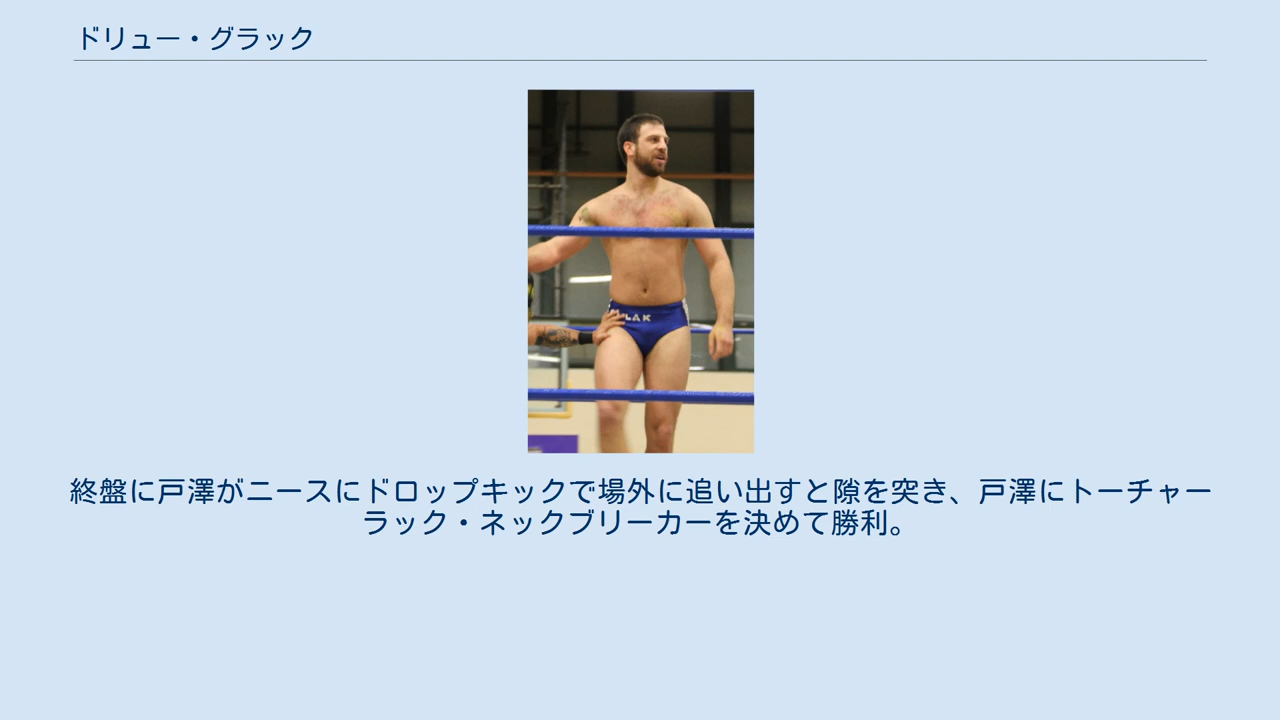 ドリュー・グラック
LAK
終盤に戸澤がニースにドロップキックで場外に追い出すと隙を突き、戸澤にトーチャー
ラック・ネックブリーカーを決めて勝利。